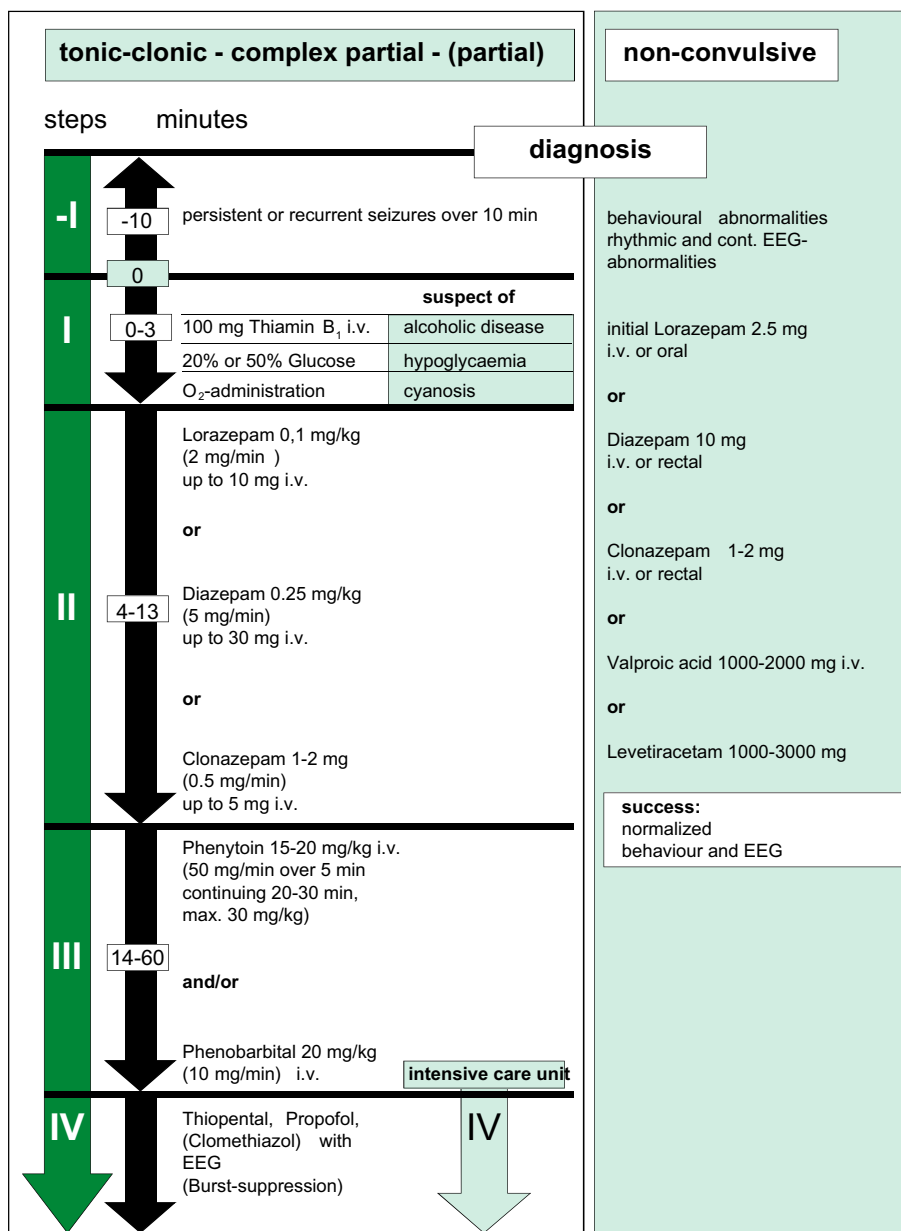 tonic-clonic - complex partial - (partial)
non-convulsive
steps minutes
diagnosis
-I
-10
persistent or recurrent seizures over 10 min
behavioural abnormalities
rhythmic and cont. EEG-
abnormalities
0
suspect of
I
0-3
100 mg Thiamin B₁ i.v.
alcoholic disease
20% or 50% Glucose
hypoglycaemia
O₂-administration
cyanosis
initial Lorazepam 2.5 mg
i.v. or oral
or
Diazepam 10 mg
i.v. or rectal
or
Clonazepam 1-2 mg
i.v. or rectal
or
Valproic acid 1000-2000 mg i.v.
or
Levetiracetam 1000-3000 mg
success:
normalized
behaviour and EEG
II
4-13
Lorazepam 0,1 mg/kg
(2 mg/min )
up to 10 mg i.v.
or
Diazepam 0.25 mg/kg
(5 mg/min)
up to 30 mg i.v.
or
Clonazepam 1-2 mg
(0.5 mg/min)
up to 5 mg i.v.
III
14-60
Phenytoin 15-20 mg/kg i.v.
(50 mg/min over 5 min
continuing 20-30 min,
max. 30 mg/kg)
and/or
Phenobarbital 20 mg/kg
(10 mg/min) i.v.
intensive care unit
IV
Thiopental, Propofol,
(Clomethiazol) with
EEG
(Burst-suppression)
IV